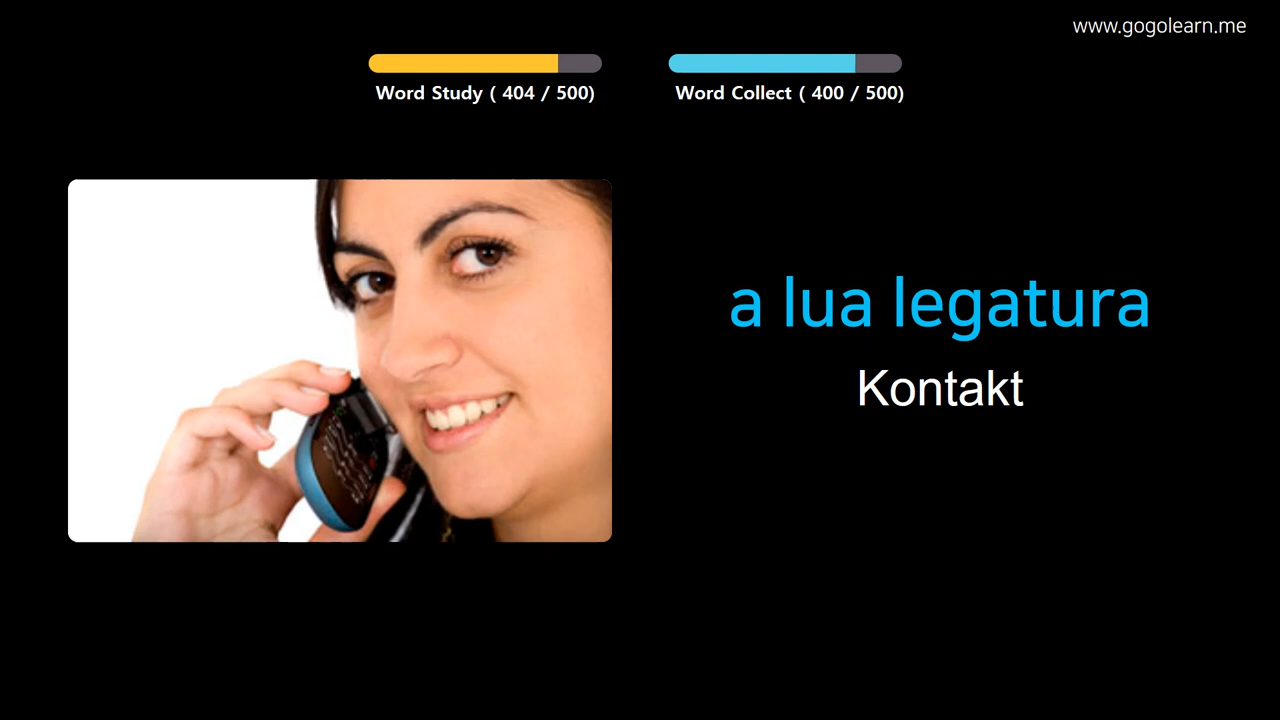 www.gogolearn.me
Word Study ( 404 / 500)
Word Collect ( 400 / 500)
a lua legatura
Kontakt